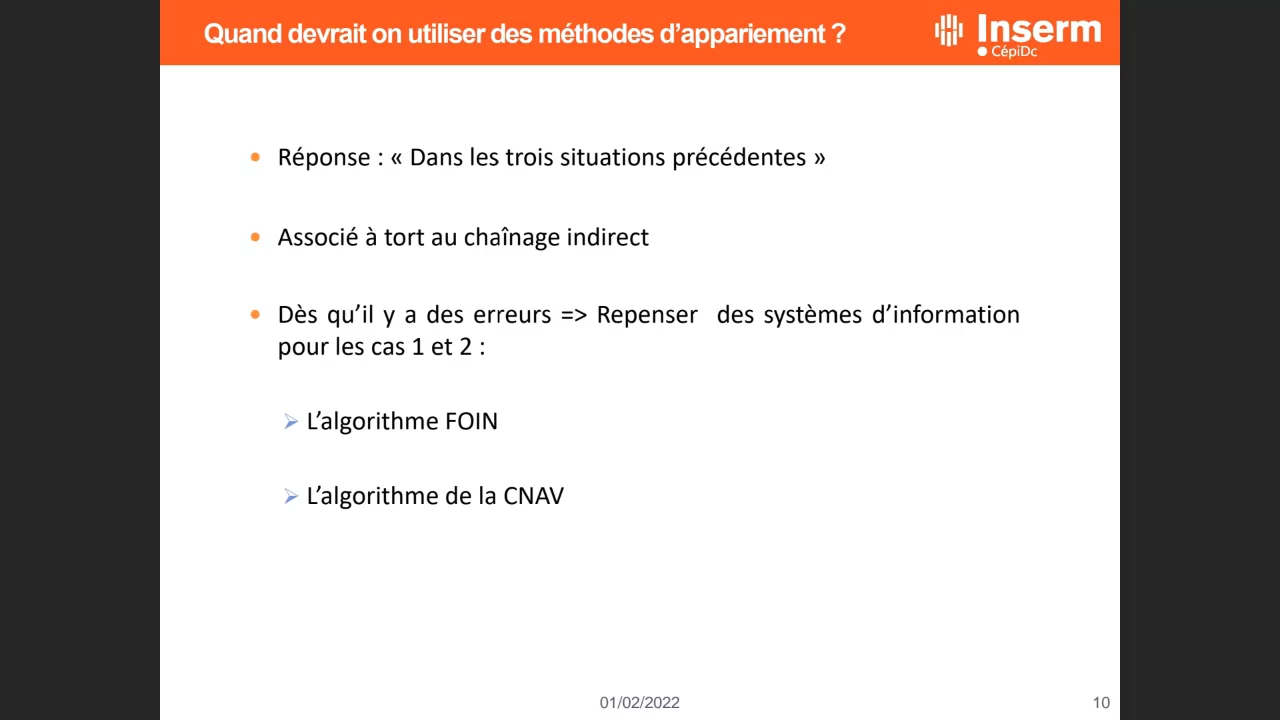 Quand devrait on utiliser des méthodes d’appariement ?
Inserm
CépiDc
Réponse : « Dans les trois situations précédentes »
Associé à tort au chaînage indirect
Dès qu’il y a des erreurs => Repenser des systèmes d’information
pour les cas 1 et 2 :
L’algorithme FOIN
L’algorithme de la CNAV
01/02/2022
10